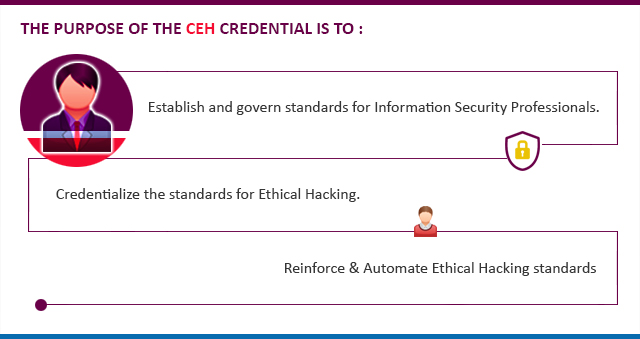 THE PURPOSE OF THE CEH CREDENTIAL IS TO :
Establish and govern standards for Information Security Professionals.
Credentialize the standards for Ethical Hacking.
Reinforce & Automate Ethical Hacking standards